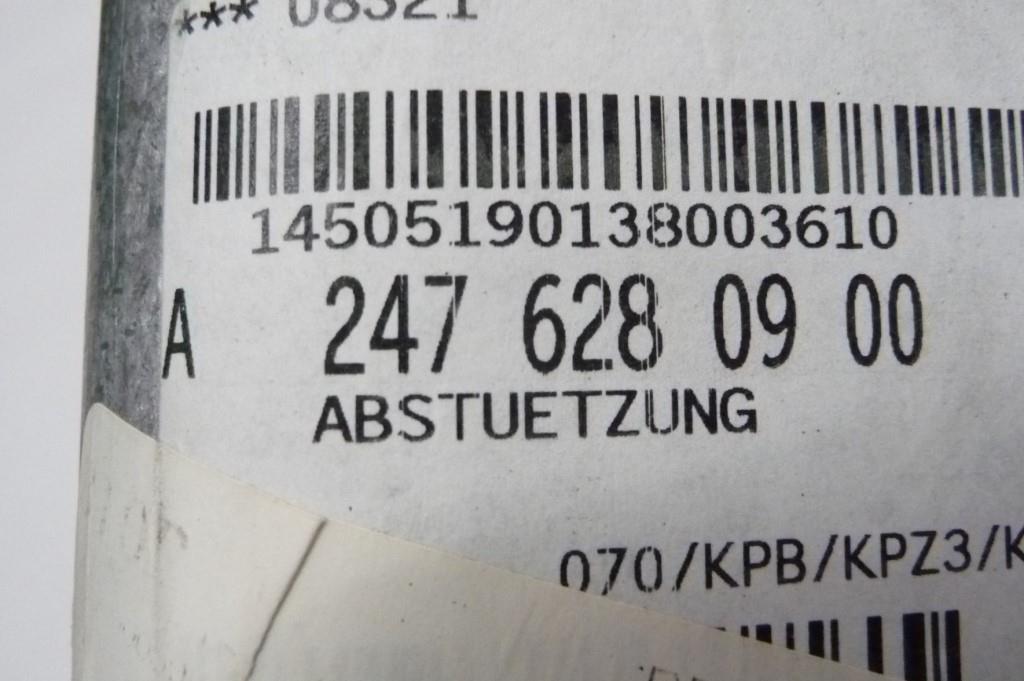 *** 08321
14505190138003610
A 247 628 09 00
ABSTUETZUNG
070/KPB/KPZ3/K